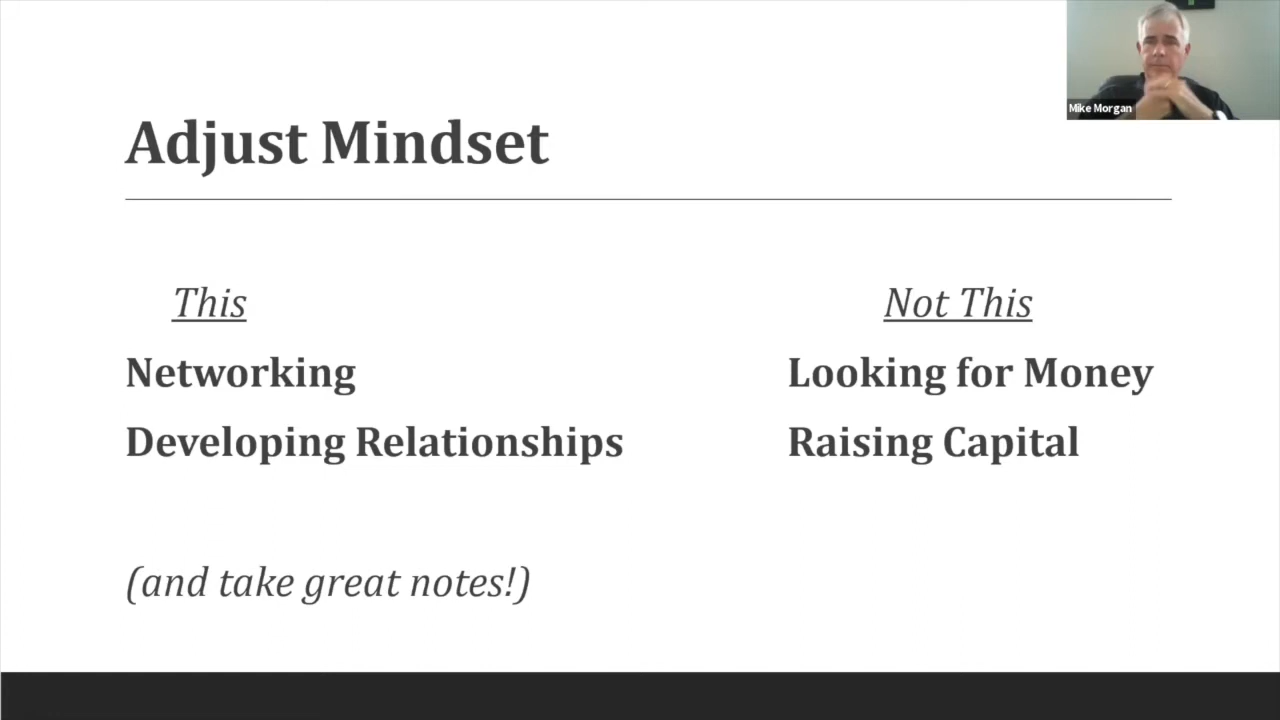 Mike Morgan
Adjust Mindset
This
Not This
Networking
Looking for Money
Developing Relationships
Raising Capital
(and take great notes!)